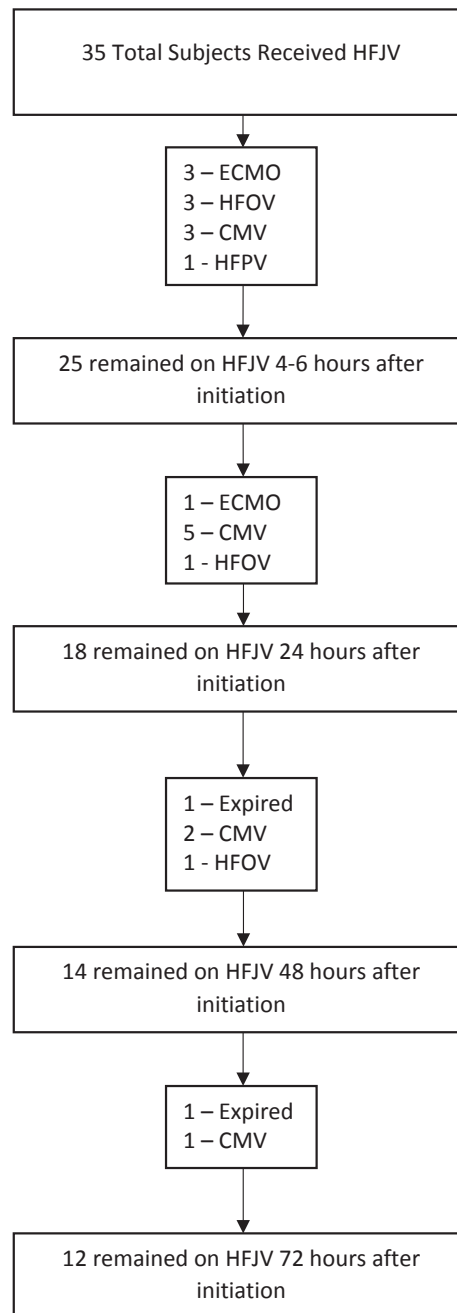 35 Total Subjects Received HFJV
3 – ECMO
3 – HFOV
3 – CMV
1 - HFPV
25 remained on HFJV 4-6 hours after
initiation
1 – ECMO
5 – CMV
1 - HFOV
18 remained on HFJV 24 hours after
initiation
1 – Expired
2 – CMV
1 - HFOV
14 remained on HFJV 48 hours after
initiation
1 – Expired
1 – CMV
12 remained on HFJV 72 hours after
initiation